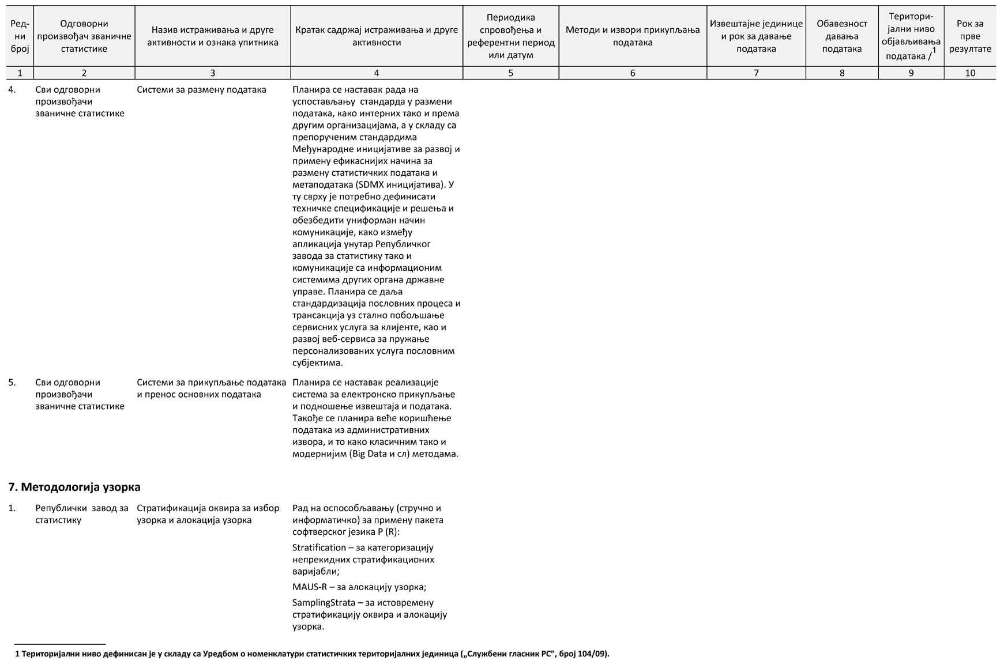 Ред-
ни
број
Одговорни
произвођач званичне
статистике
Назив истраживања и друге
активности и ознака упитника
Кратак садржај истраживања и друге
активности
Периодика
спровођења и
референтни период
или датум
Методи и извори прикупљања
података
Извештајне јединице
и рок за давање
података
Обавезност
давања
података
Територи-
јални ниво
објављивања
података /1
Рок за
прве
резултате
1 2 3 4 5 6 7 8 9 10
4.
Сви одговорни
произвођачи
званичне статистике
Системи за размену података
Планира се наставак рада на
успостављању стандарда у размени
података, како интерних тако и према
другим организацијама, а у складу са
препорученим стандардима
Међународне иницијативе за развој и
примену ефикаснијих начина за
размену статистичких података и
метаподатака (SDMX иницијатива). У
ту сврху је потребно дефинисати
техничке спецификације и решења и
обезбедити униформан начин
комуникације, како између
апликација унутар Републичког
завода за статистику тако и
комуникације са информационим
системима других органа државне
управе. Планира се даља
стандардизација пословних процеса и
трансакција уз стално побољшање
сервисних услуга за клијенте, као и
развој веб-сервиса за пружање
персонализованих услуга пословним
субјектима.
5.
Сви одговорни
произвођачи
званичне статистике
Системи за прикупљање података
и пренос основних података
Планира се наставак реализације
система за електронско прикупљање
и подношење извештаја и података.
Такође се планира веће коришћење
података из административних
извора, и то како класичним тако и
модернијим (Big Data и сл) методама.
7. Методологија узорка
1.
Републички завод за
статистику
Стратификација оквира за избор
узорка и алокација узорка
Рад на оспособљавању (стручно и
информатичко) за примену пакета
софтверског језика Р (R):
Stratification – за категоризацију
непрекидних стратификационих
варијабли;
MAUS-R – за алокацију узорка;
SamplingStrata – за истовремену
стратификацију оквира и алокацију
узорка.
1 Територијални ниво дефинисан је у складу са Уредбом о номенклатури статистичких територијалних јединица („Службени гласник РС”, број 104/09).